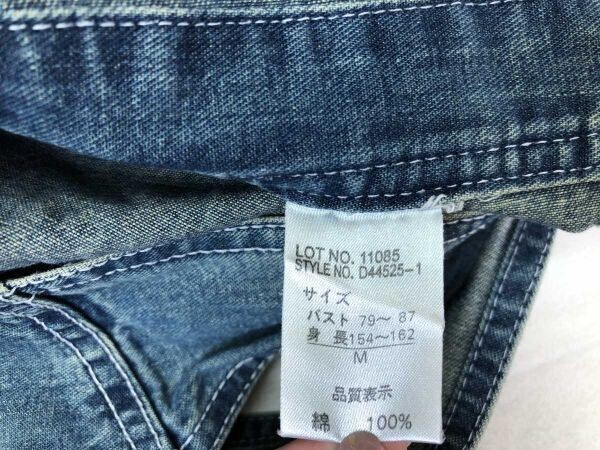 LOT NO. 11085
STYLE NO. D44525-1
サイズ
バスト 79〜 87
身 長154〜162
M
品質表示
綿 100%